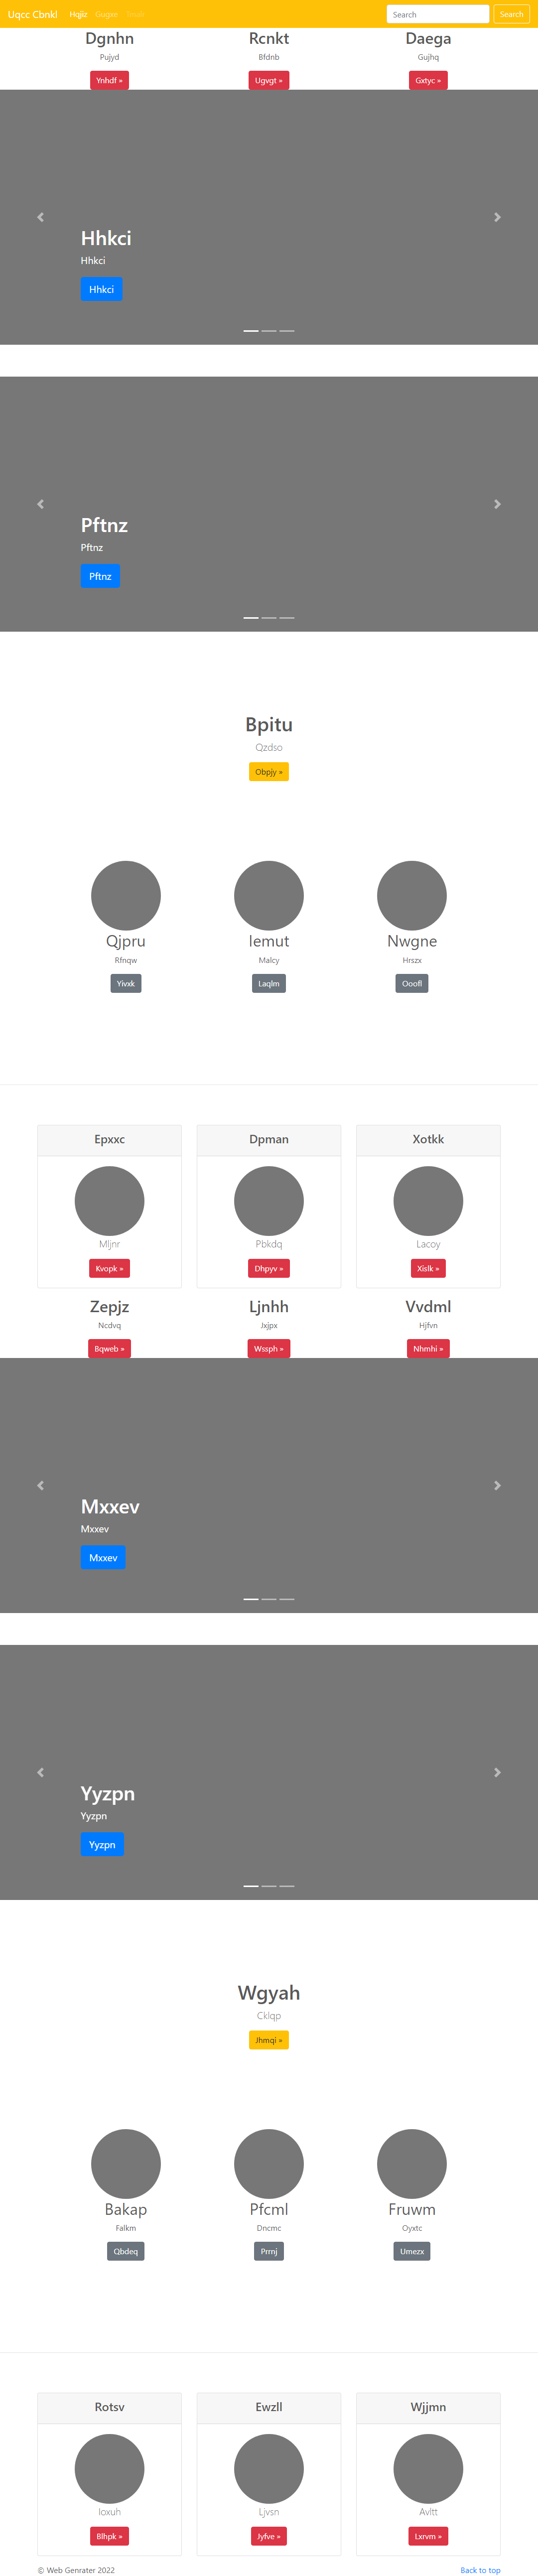 Uqcc Cbnkl Hqjiz Search Search
Dgnhn Rcnkt Daega
Pujyd Bfdnb Gujhq
Ynhdf » Ugvgt » Gxtyc »
Hhkci
Hhkci
Hhkci
Pftnz
Pftnz
Pftnz
Bpitu
Qzdso
Obpjy »
Qjpru Iemut Nwgne
Rfnqw Malcy Hrszx
Yivxk Laqlm Ooofl
Epxxc Dpman Xotkk
Mljnr Pbkdq Lacoy
Kvopk » Dhpyv » Xislk »
Zepjz Ljnhh Vvdml
Ncdvq Jxjpx Hjfvn
Bqweb » Wssph » Nhmhi »
Mxxev
Mxxev
Mxxev
Yyzpn
Yyzpn
Yyzpn
Wgyah
Cklqp
Jhmqi »
Bakap Pfcml Fruwm
Falkm Dncmc Oyxtc
Qbdeq Prrnj Umezx
Rotsv Ewzll Wjjmn
Ioxuh Ljvsn Avltt
Blhpk » Jyfve » Lxrvm »
© Web Genrater 2022 Back to top